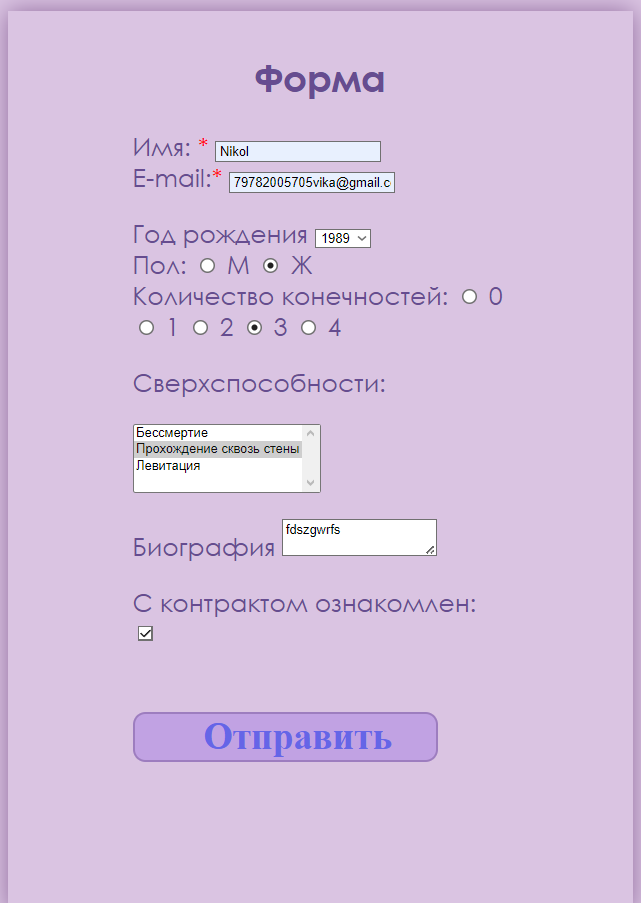 Форма
Имя: * Nikol
E-mail:* 79782005705vika@gmail.c
Год рождения 1989
Пол: М Ж
Количество конечностей: 0
1 2 3 4
Сверхспособности:
Бессмертие
Прохождение сквозь стены
Левитация
Биография fdszgwrfs
С контрактом ознакомлен:
Отправить